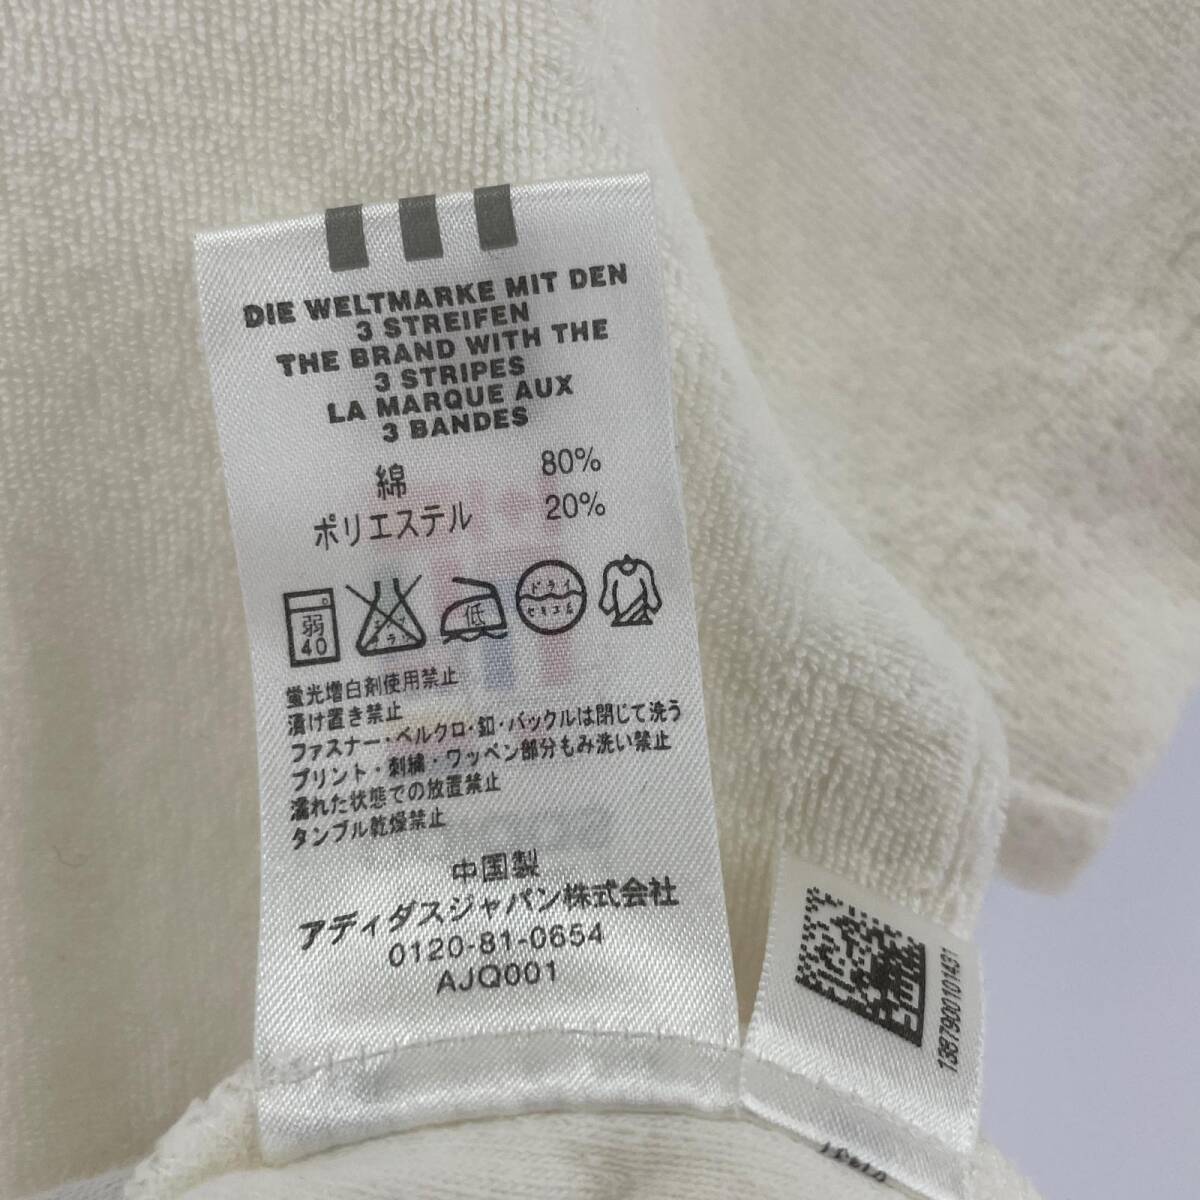 DIE WELTMARKE MIT DEN
3 STREIFEN
THE BRAND WITH THE
3 STRIPES
LA MARQUE AUX
3 BANDES
綿 80%
ポリエステル 20%
弱
40
低
ドライ
セキユ系
蛍光増白剤使用禁止
漬け置き禁止
ファスナー・ベルクロ・釦・バックルは閉じて洗う
プリント・刺繍・ワッペン部分もみ洗い禁止
濡れた状態での放置禁止
タンブル乾燥禁止
中国製
アディダスジャパン株式会社
0120-81-0654
AJQ001
1387900101431